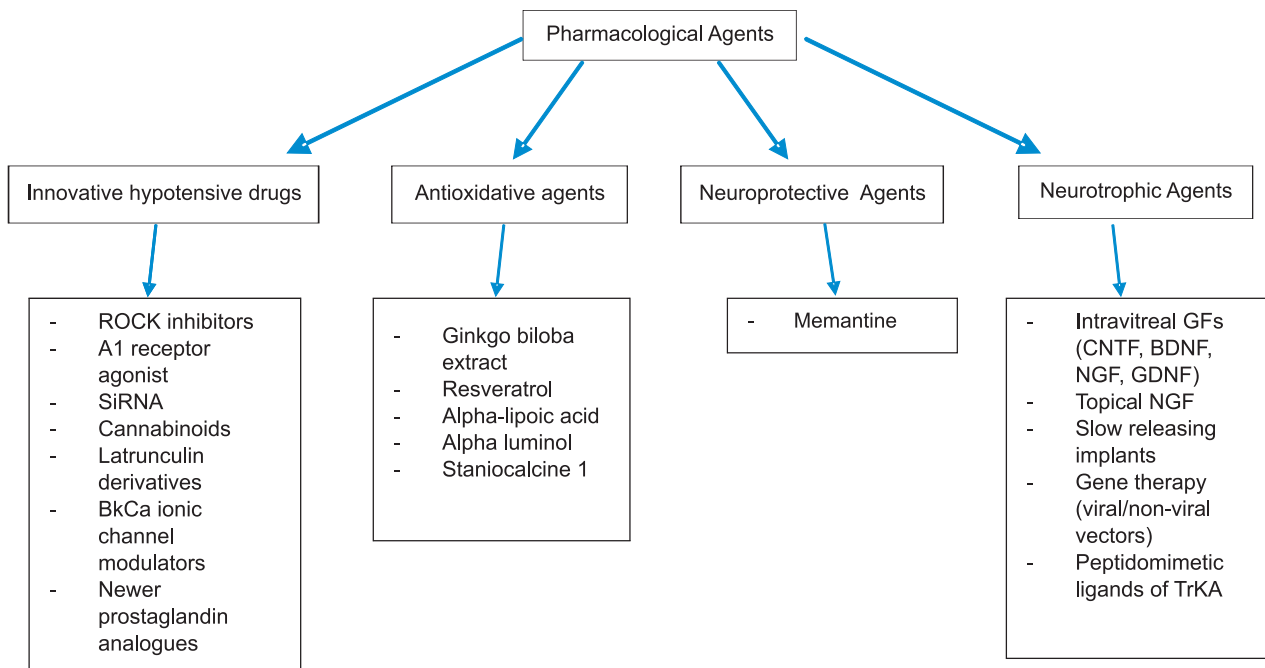 Pharmacological Agents
Innovative hypotensive drugs
Antioxidative agents
Neuroprotective Agents
Neurotrophic Agents
- ROCK inhibitors
- A1 receptor
agonist
- SiRNA
- Cannabinoids
- Latrunculin
derivatives
- BkCa ionic
channel
modulators
- Newer
prostaglandin
analogues
- Ginkgo biloba
extract
- Resveratrol
- Alpha-lipoic acid
- Alpha luminol
- Staniocalcine 1
- Memantine
- Intravitreal GFs
(CNTF, BDNF,
NGF, GDNF)
- Topical NGF
- Slow releasing
implants
- Gene therapy
(viral/non-viral
vectors)
- Peptidomimetic
ligands of TrKA